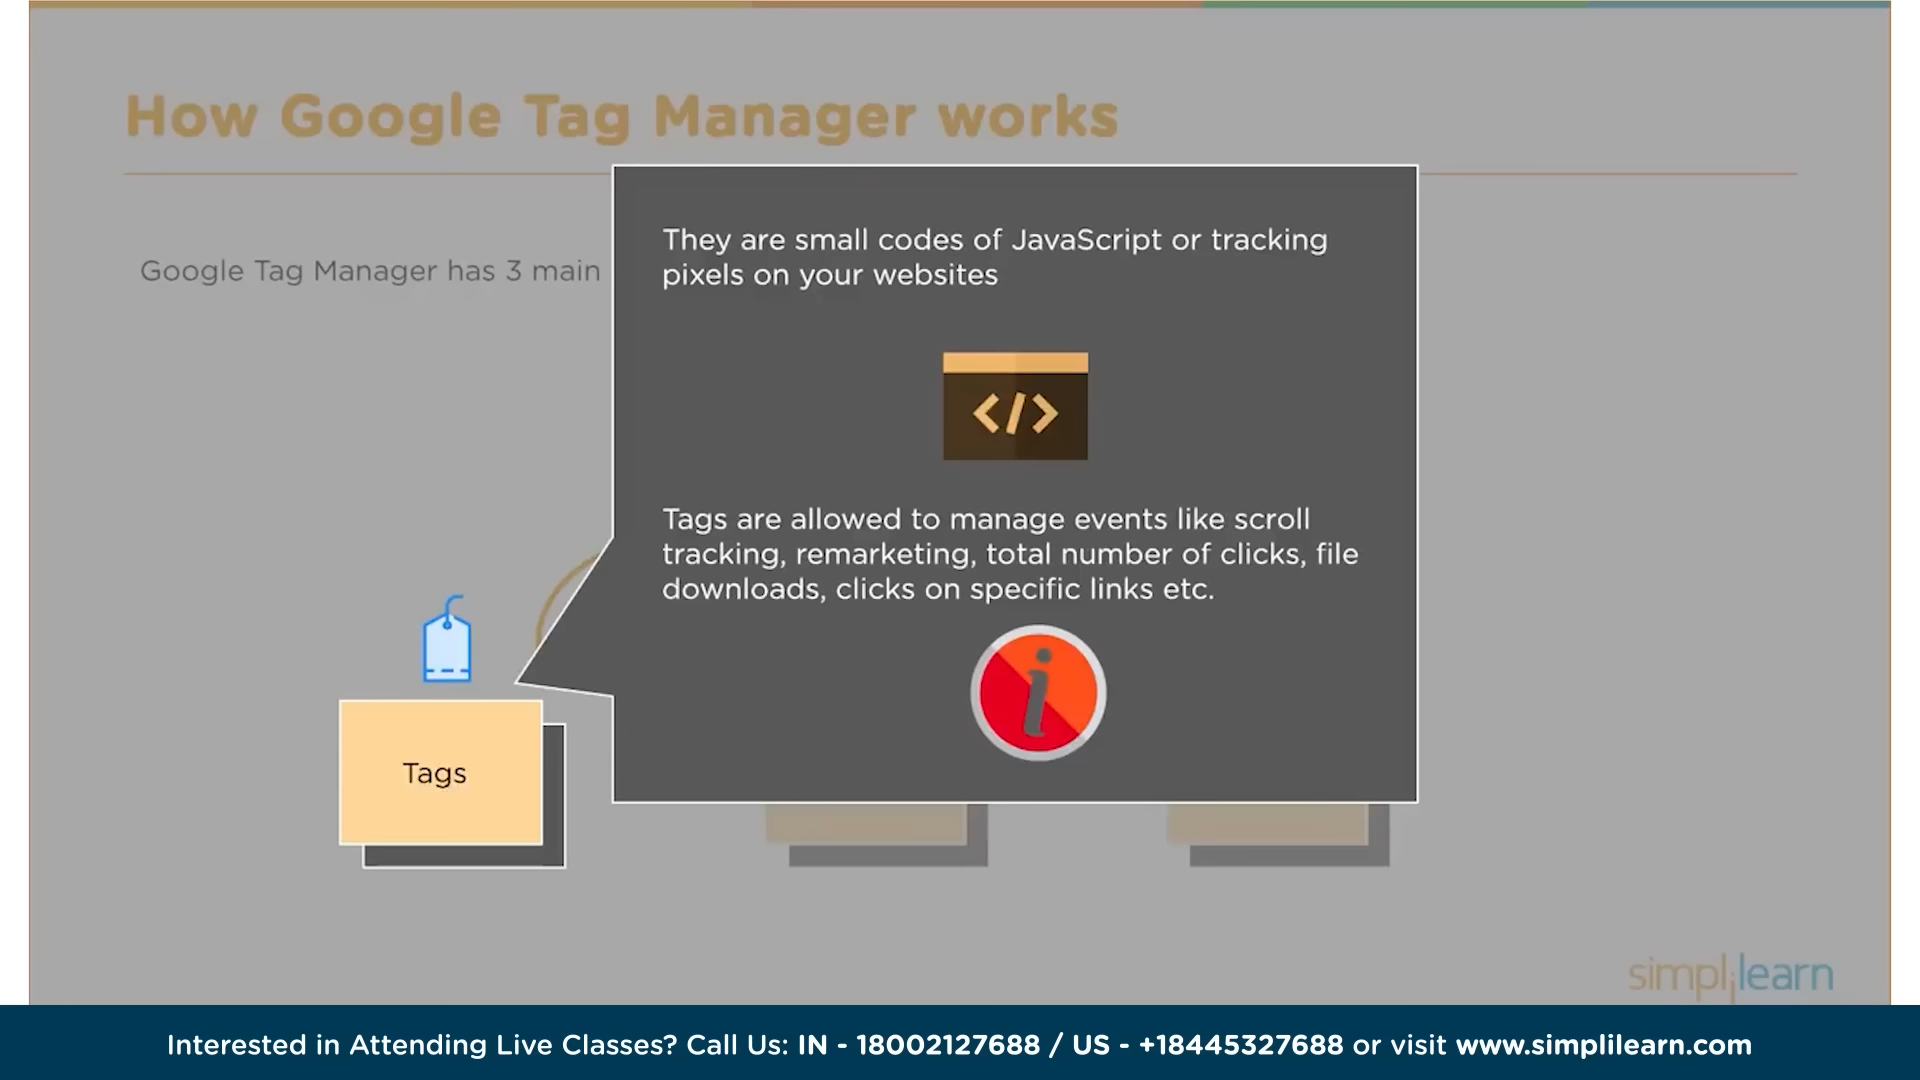 How Google Tag Manager works
Google Tag Manager has 3 main
They are small codes of JavaScript or tracking
pixels on your websites
</>
Tags are allowed to manage events like scroll
tracking, remarketing, total number of clicks, file
downloads, clicks on specific links etc.
i
Tags
simplilearn
Interested in Attending Live Classes? Call Us: IN - 18002127688 / US - +18445327688 or visit www.simplilearn.com